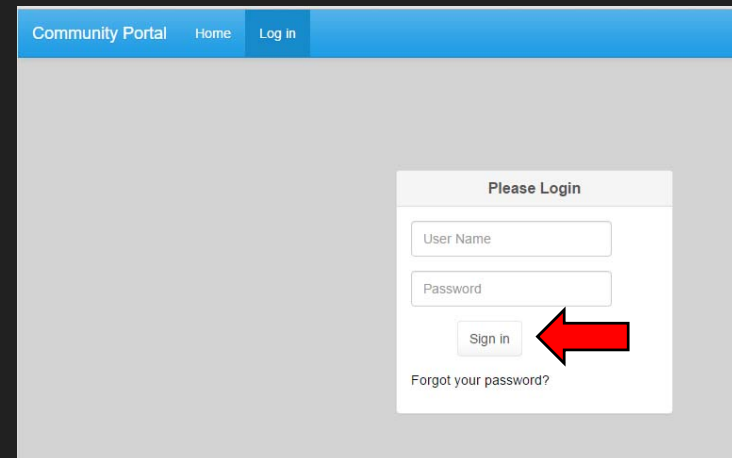 Community Portal Home Log in
Please Login
User Name
Password
Sign in
Forgot your password?